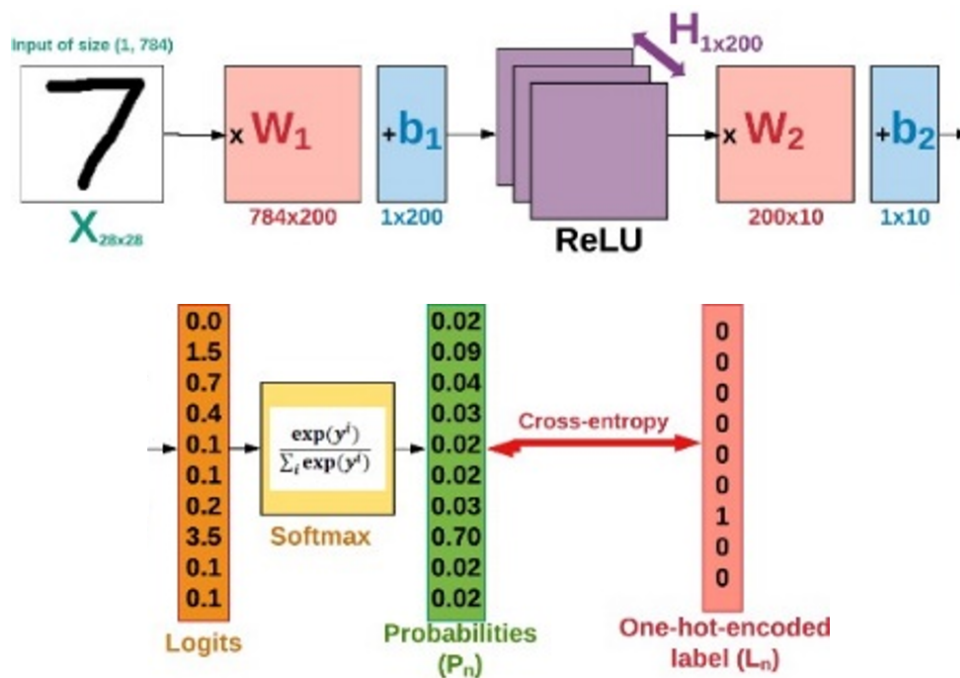 Input of size (1, 784)
H1x200
x W1
+b1
x W2
+b2
X28x28
784x200
1x200
ReLU
200x10
1x10
0.0
1.5
0.7
0.4
0.1
0.1
0.2
3.5
0.1
0.1
Logits
exp(y^i)
∑i exp(y^i)
Softmax
0.02
0.09
0.04
0.03
0.02
0.02
0.03
0.70
0.02
0.02
Probabilities
(Pn)
Cross-entropy
0
0
0
0
0
0
1
0
0
One-hot-encoded
label (Ln)
7